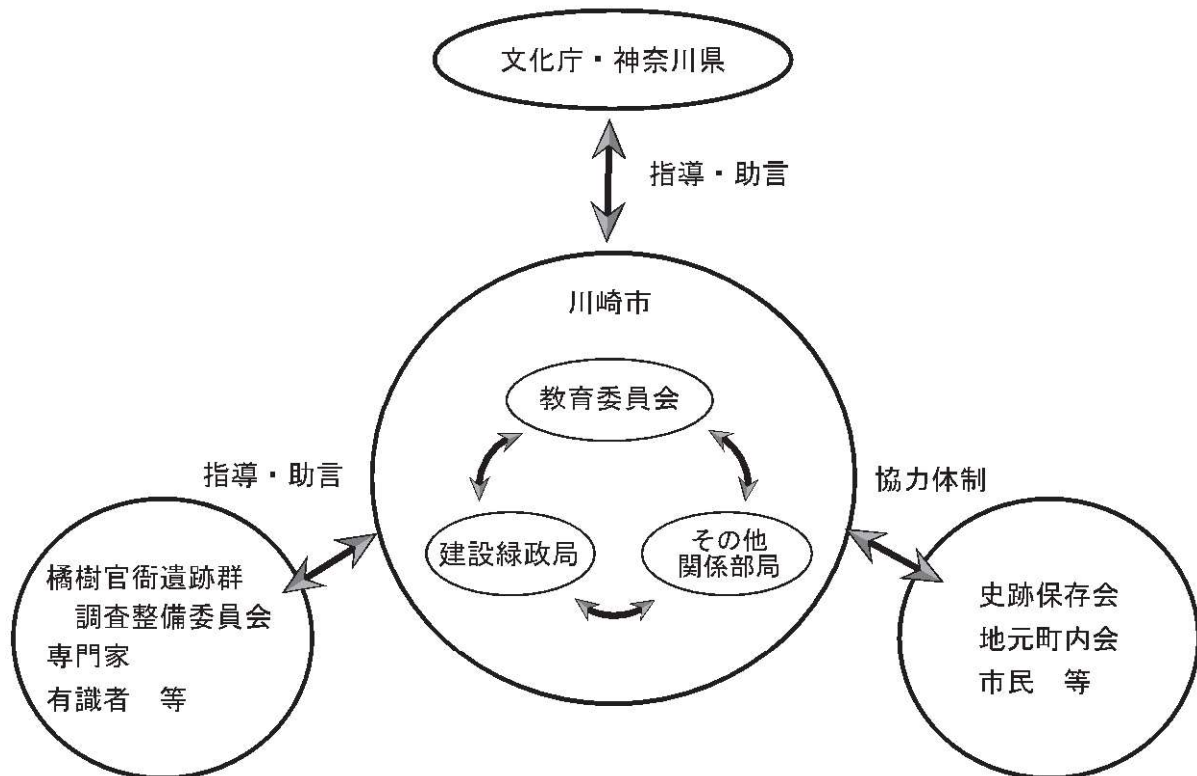 文化庁・神奈川県
指導・助言
川崎市
教育委員会
建設緑政局
その他
関係部局
指導・助言
橘樹官衙遺跡群
調査整備委員会
専門家
有識者　等
協力体制
史跡保存会
地元町内会
市民　等